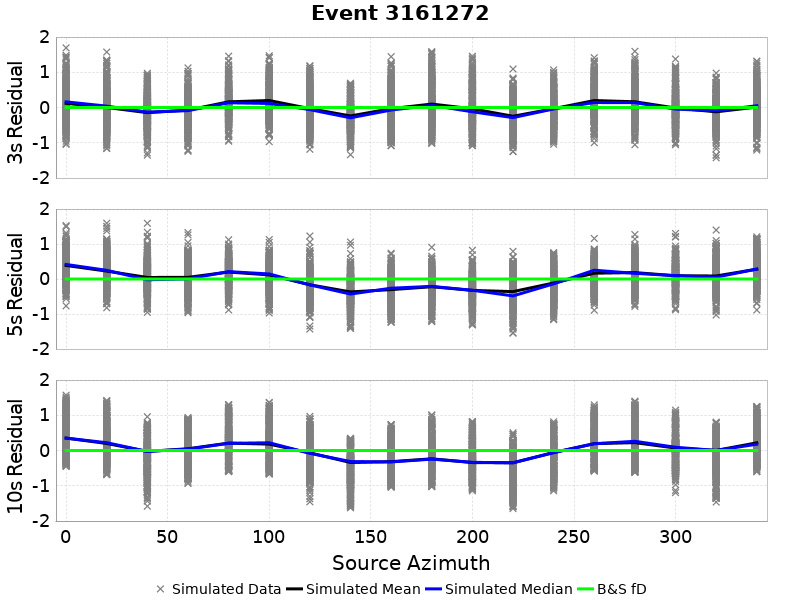 Event 3161272
3s Residual
2
1
0
-1
-2
5s Residual
2
1
0
-1
-2
10s Residual
2
1
0
-1
-2
0 50 100 150 200 250 300
Source Azimuth
Simulated Data Simulated Mean Simulated Median B&S fD